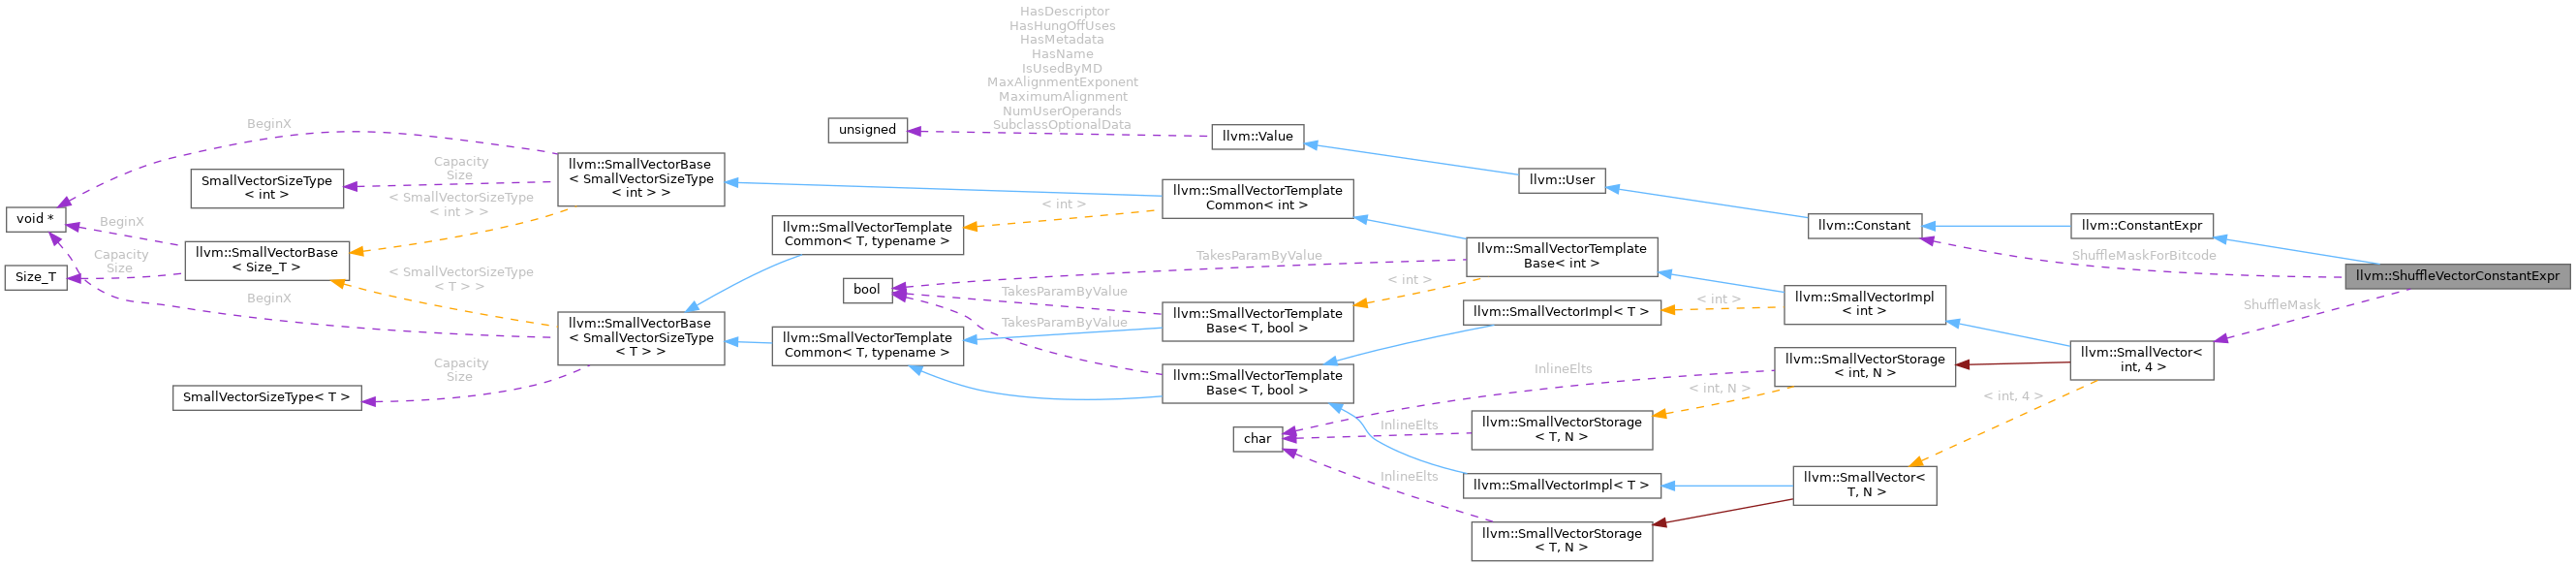 HasDescriptor
HasHungOffUses
HasMetadata
HasName
IsUsedByMD
MaxAlignmentExponent
MaximumAlignment
NumUserOperands
SubclassOptionalData
unsigned
llvm::Value
llvm::User
BeginX
llvm::SmallVectorBase
< SmallVectorSizeType
< int > >
Capacity
Size
SmallVectorSizeType
< int >
< SmallVectorSizeType
< int > >
void *
BeginX
llvm::SmallVectorBase
< Size_T >
Capacity
Size
Size_T
< SmallVectorSizeType
< T > >
BeginX
llvm::SmallVectorBase
< SmallVectorSizeType
< T > >
Capacity
Size
SmallVectorSizeType< T >
llvm::SmallVectorTemplate
Common< int >
< int >
llvm::SmallVectorTemplate
Common< T, typename >
llvm::SmallVectorTemplate
Common< T, typename >
bool
TakesParamByValue
TakesParamByValue
TakesParamByValue
llvm::SmallVectorTemplate
Base< int >
< int >
llvm::SmallVectorTemplate
Base< T, bool >
llvm::SmallVectorTemplate
Base< T, bool >
llvm::SmallVectorImpl< T >
< int >
llvm::SmallVectorImpl
< int >
llvm::Constant
llvm::ConstantExpr
ShuffleMaskForBitcode
llvm::ShuffleVectorConstantExpr
ShuffleMask
llvm::SmallVector<
int, 4 >
llvm::SmallVectorStorage
< int, N >
InlineElts
< int, N >
< int, 4 >
char
InlineElts
llvm::SmallVectorStorage
< T, N >
InlineElts
llvm::SmallVectorImpl< T >
llvm::SmallVector<
T, N >
llvm::SmallVectorStorage
< T, N >